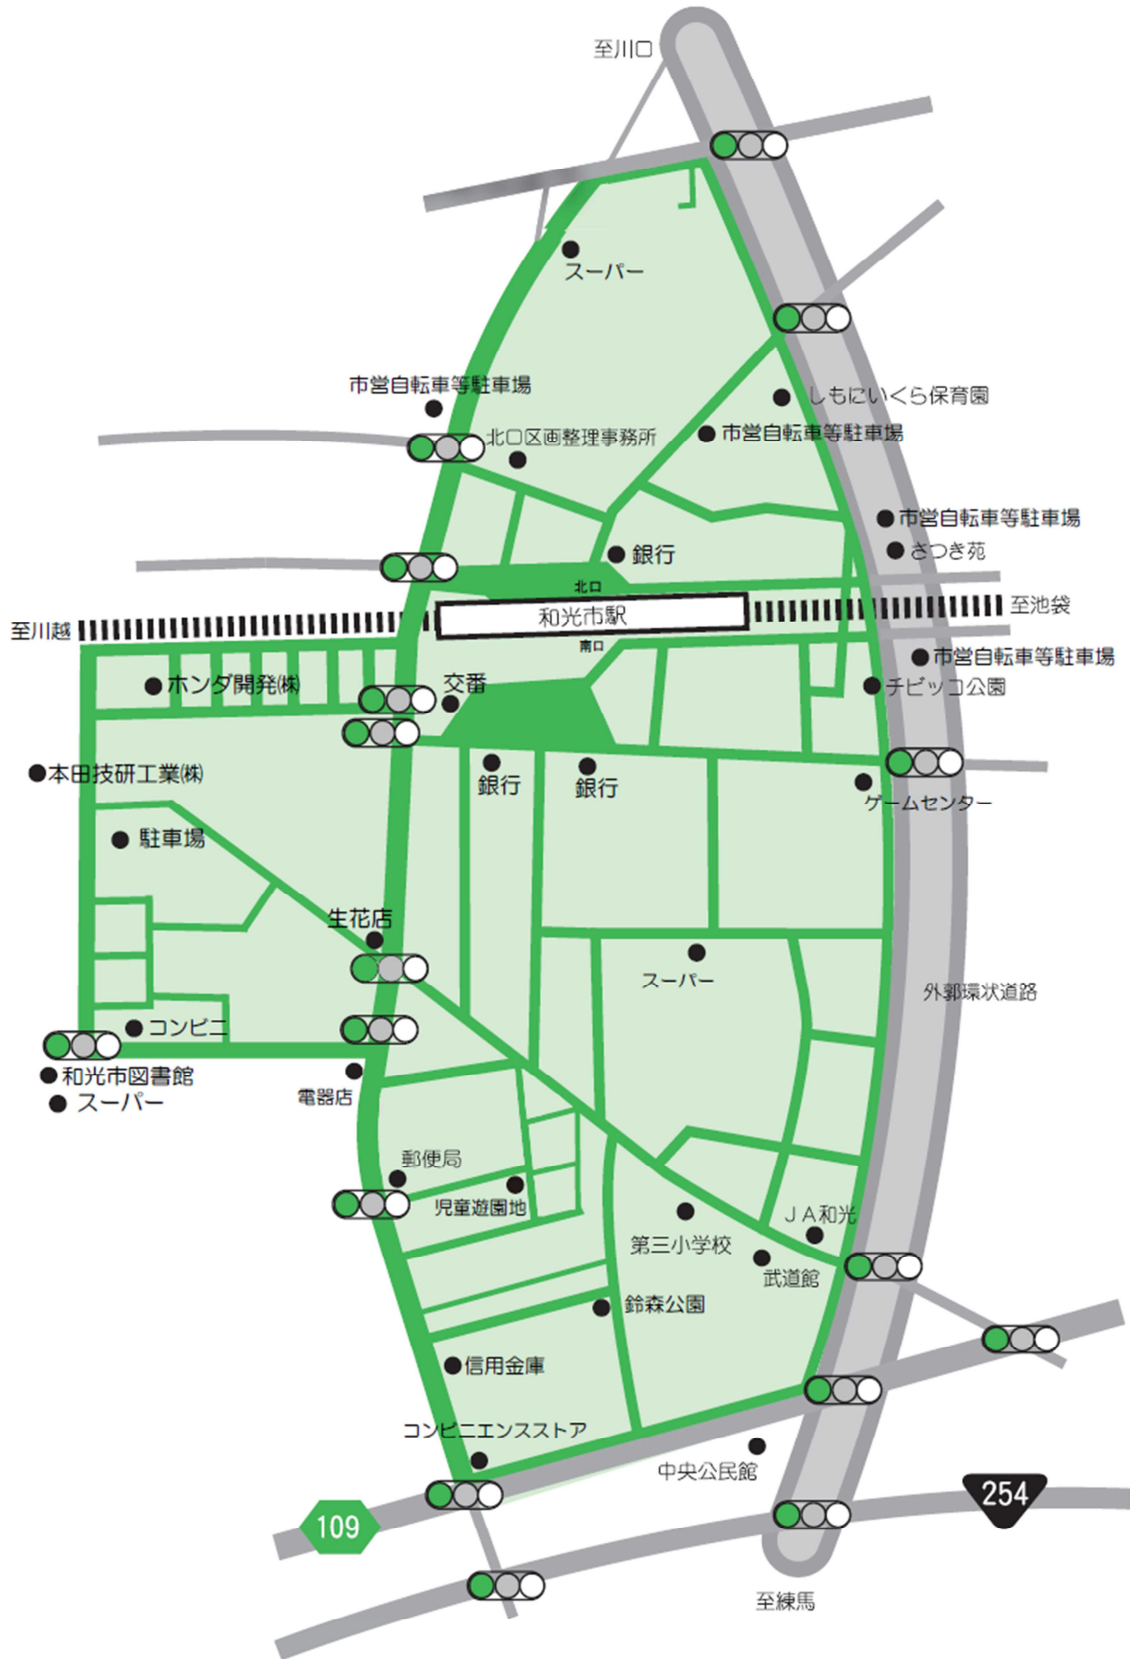 至川口
スーパー
市営自転車等駐車場
しもにいくら保育園
北口区画整理事務所
市営自転車等駐車場
市営自転車等駐車場
さつき苑
銀行
北口
和光市駅
至池袋
至川越
南口
市営自転車等駐車場
ホンダ開発㈱
交番
チビッコ公園
本田技研工業㈱
銀行
銀行
ゲームセンター
駐車場
生花店
スーパー
外郭環状道路
コンビニ
和光市図書館
スーパー
電器店
郵便局
児童遊園地
JA和光
第三小学校
武道館
鈴森公園
信用金庫
コンビニエンスストア
中央公民館
254
109
至練馬